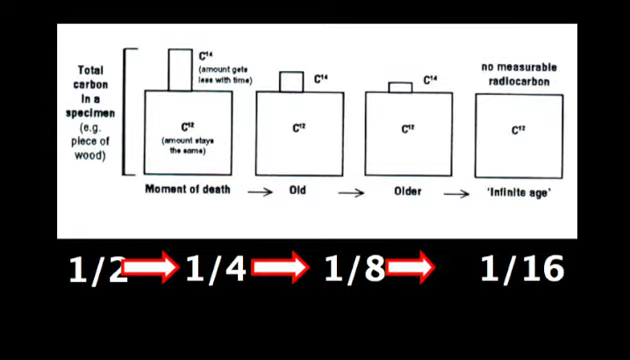 Total
carbon
in a
specimen
(e.g.
piece of
wood)
C¹⁴
(amount gets
less with time)
C¹²
(amount stays
the same)
C¹⁴
C¹²
C¹⁴
C¹²
no measurable
radiocarbon
C¹²
Moment of death → Old → Older → 'Infinite age'
1/2 1/4 1/8 1/16